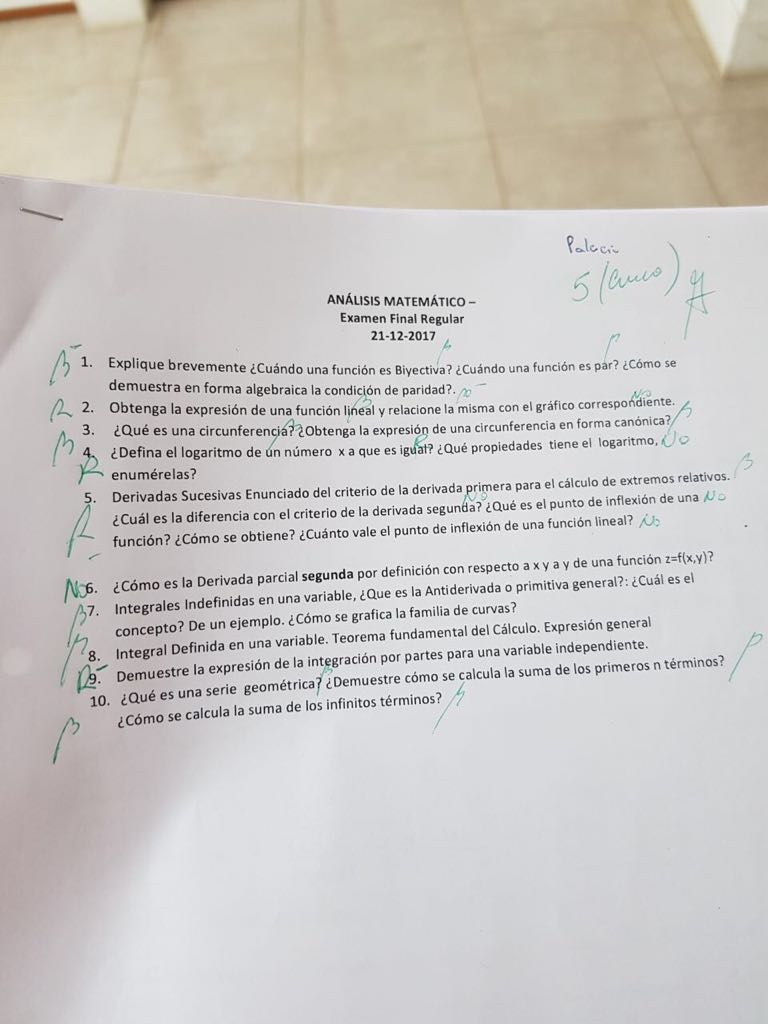 Palacio
5 (cinco)
ANÁLISIS MATEMÁTICO –
Examen Final Regular
21-12-2017
1. Explique brevemente ¿Cuándo una función es Biyectiva? ¿Cuándo una función es par? ¿Cómo se
demuestra en forma algebraica la condición de paridad?.
2. Obtenga la expresión de una función lineal y relacione la misma con el gráfico correspondiente. No
3. ¿Qué es una circunferencia? ¿Obtenga la expresión de una circunferencia en forma canónica?
4. ¿Defina el logaritmo de un número x a que es igual? ¿Qué propiedades tiene el logaritmo, No
enumérelas?
5. Derivadas Sucesivas Enunciado del criterio de la derivada primera para el cálculo de extremos relativos.
¿Cuál es la diferencia con el criterio de la derivada segunda? No ¿Qué es el punto de inflexión de una No
función? ¿Cómo se obtiene? ¿Cuánto vale el punto de inflexión de una función lineal? No
No 6. ¿Cómo es la Derivada parcial segunda por definición con respecto a x y a y de una función z=f(x,y)?
7. Integrales Indefinidas en una variable, ¿Que es la Antiderivada o primitiva general?: ¿Cuál es el
concepto? De un ejemplo. ¿Cómo se grafica la familia de curvas?
8. Integral Definida en una variable. Teorema fundamental del Cálculo. Expresión general
9. Demuestre la expresión de la integración por partes para una variable independiente.
10. ¿Qué es una serie geométrica? ¿Demuestre cómo se calcula la suma de los primeros n términos?
¿Cómo se calcula la suma de los infinitos términos?